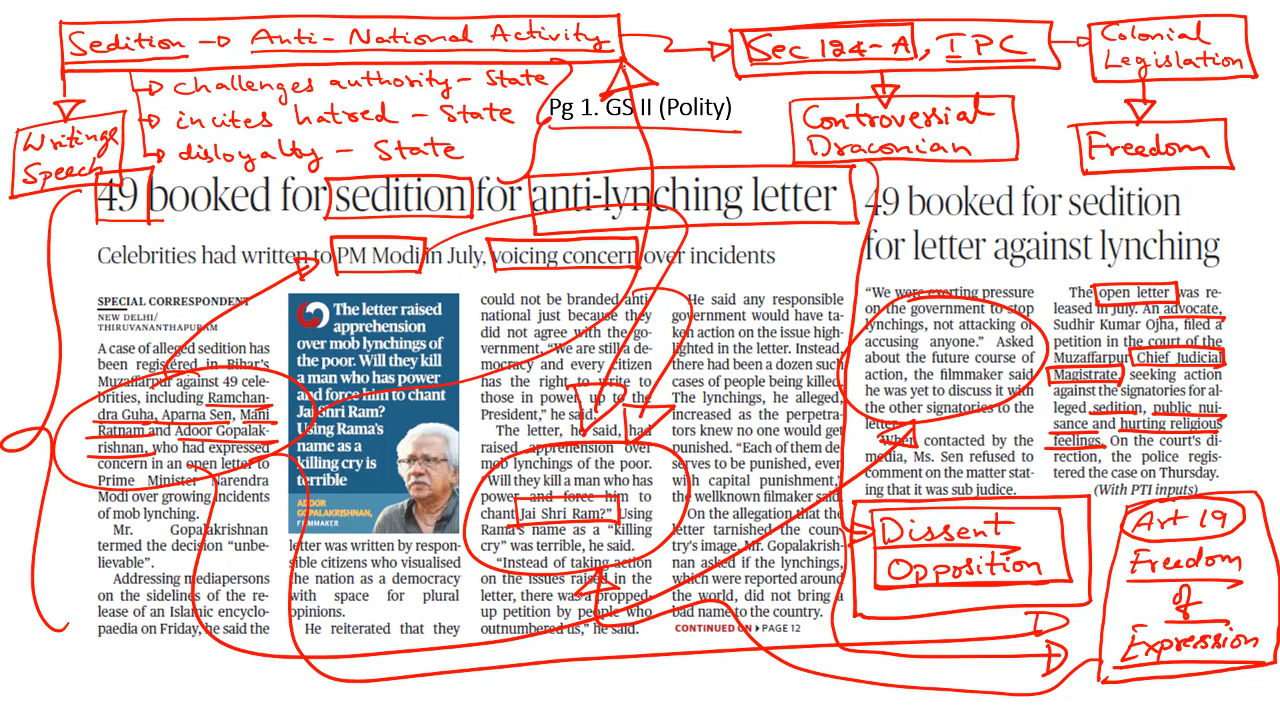 Sedition → Anti-National Activity
→ Sec 124-A, IPC
→ Colonial
Legislation
Freedom
Controversial
Draconian
→ challenges authority - State
→ incites hatred - State
→ disloyalty - State
Writings
Speech
Pg 1. GS II (Polity)
49 booked for sedition for anti-lynching letter
Celebrities had written to PM Modi in July, voicing concern over incidents
SPECIAL CORRESPONDENT
NEW DELHI/
THIRUVANANTHAPURAM
A case of alleged sedition has
been registered in Bihar's
Muzaffarpur against 49 cele-
brities, including Ramchan-
dra Guha, Aparna Sen, Mani
Ratnam and Adoor Gopalak-
rishnan, who had expressed
concern in an open letter to
Prime Minister Narendra
Modi over growing incidents
of mob lynching.
Mr. Gopalakrishnan
termed the decision "unbe-
lievable".
Addressing mediapersons
on the sidelines of the re-
lease of an Islamic encyclo-
paedia on Friday, he said the
The letter raised
apprehension
over mob lynchings of
the poor. Will they kill
a man who has power
and force him to chant
Jai Shri Ram?
Using Rama's
name as a
killing cry is
terrible
ADOOR
GOPALAKRISHNAN,
FILMMAKER
letter was written by respon-
sible citizens who visualised
the nation as a democracy
with space for plural
opinions.
He reiterated that they
could not be branded anti-
national just because they
did not agree with the go-
vernment. "We are still a de-
mocracy and every citizen
has the right to write to
those in power, up to the
President," he said.
The letter, he said, had
raised apprehension over
mob lynchings of the poor.
"Will they kill a man who has
power and force him to
chant Jai Shri Ram?" Using
Rama's name as a "killing
cry" was terrible, he said.
"Instead of taking action
on the issues raised in the
letter, there was a propped-
up petition by people who
outnumbered us," he said.
He said any responsible
government would have ta-
ken action on the issue high-
lighted in the letter. Instead,
there had been a dozen such
cases of people being killed.
The lynchings, he alleged,
increased as the perpetra-
tors knew no one would get
punished. "Each of them de-
serves to be punished, even
with capital punishment,"
the wellknown filmaker said.
On the allegation that the
letter tarnished the coun-
try's image, Mr. Gopalakrish-
nan asked if the lynchings,
which were reported around
the world, did not bring a
bad name to the country.
CONTINUED ON ▶ PAGE 12
49 booked for sedition
for letter against lynching
"We were exerting pressure
on the government to stop
lynchings, not attacking or
accusing anyone." Asked
about the future course of
action, the filmmaker said
he was yet to discuss it with
the other signatories to the
letter.
When contacted by the
media, Ms. Sen refused to
comment on the matter stat-
ing that it was sub judice.
The open letter was re-
leased in July. An advocate,
Sudhir Kumar Ojha, filed a
petition in the court of the
Muzaffarpur Chief Judicial
Magistrate, seeking action
against the signatories for al-
leged sedition, public nui-
sance and hurting religious
feelings. On the court's di-
rection, the police regis-
tered the case on Thursday.
(With PTI inputs)
Dissent
Opposition
Art 19
Freedom
of
Expression